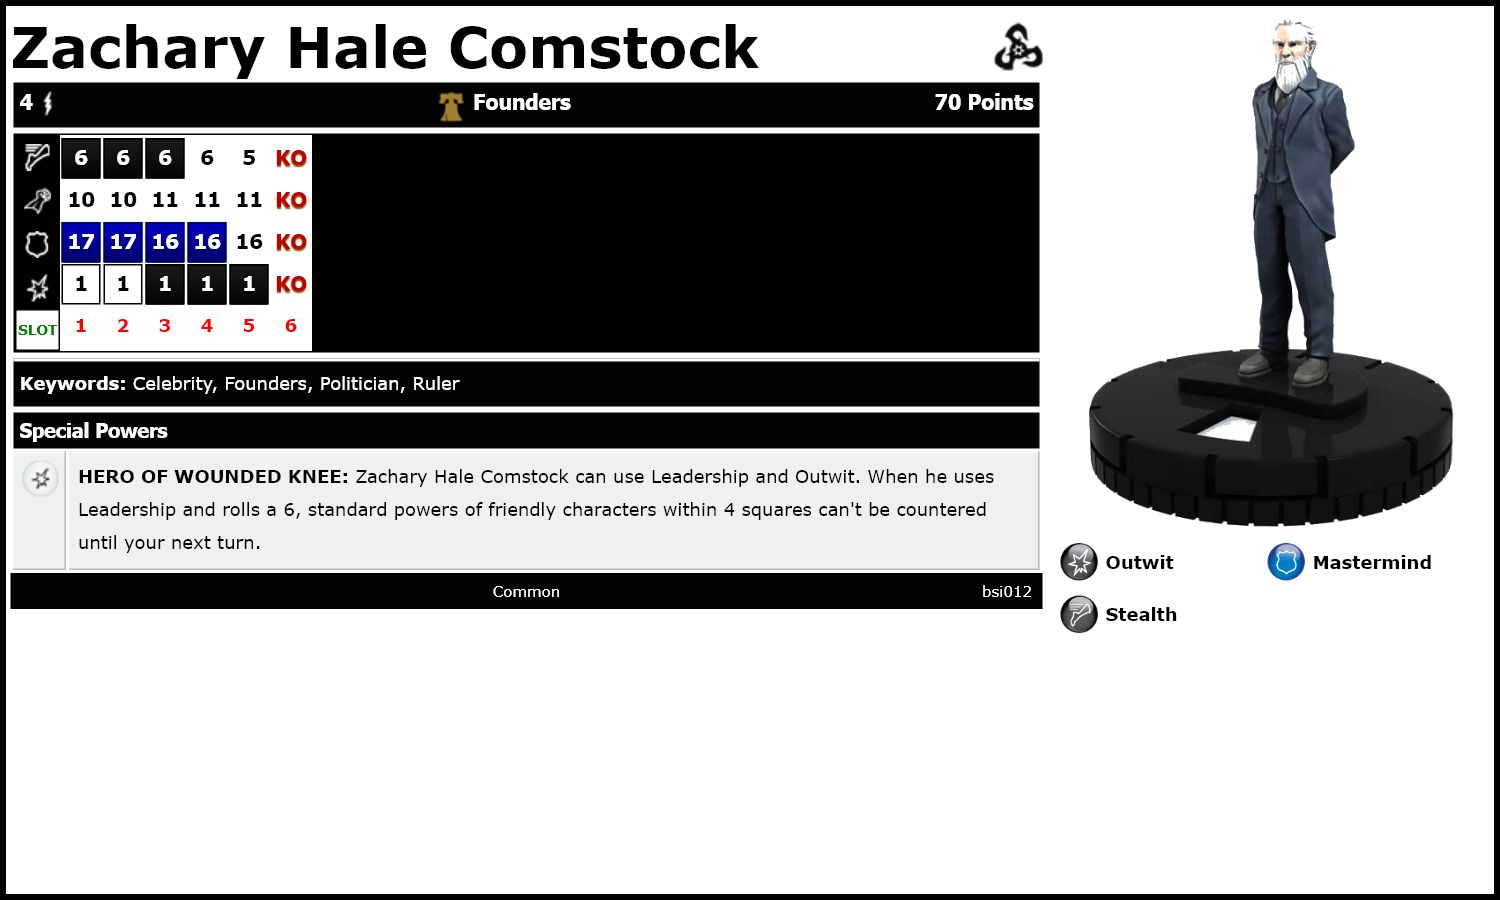 Zachary Hale Comstock
4 Founders 70 Points
6 6 6 6 5 KO
10 10 11 11 11 KO
17 17 16 16 16 KO
1 1 1 1 1 KO
SLOT 1 2 3 4 5 6
Keywords: Celebrity, Founders, Politician, Ruler
Special Powers
HERO OF WOUNDED KNEE: Zachary Hale Comstock can use Leadership and Outwit. When he uses
Leadership and rolls a 6, standard powers of friendly characters within 4 squares can't be countered
until your next turn.
Common bsi012
Outwit Mastermind
Stealth